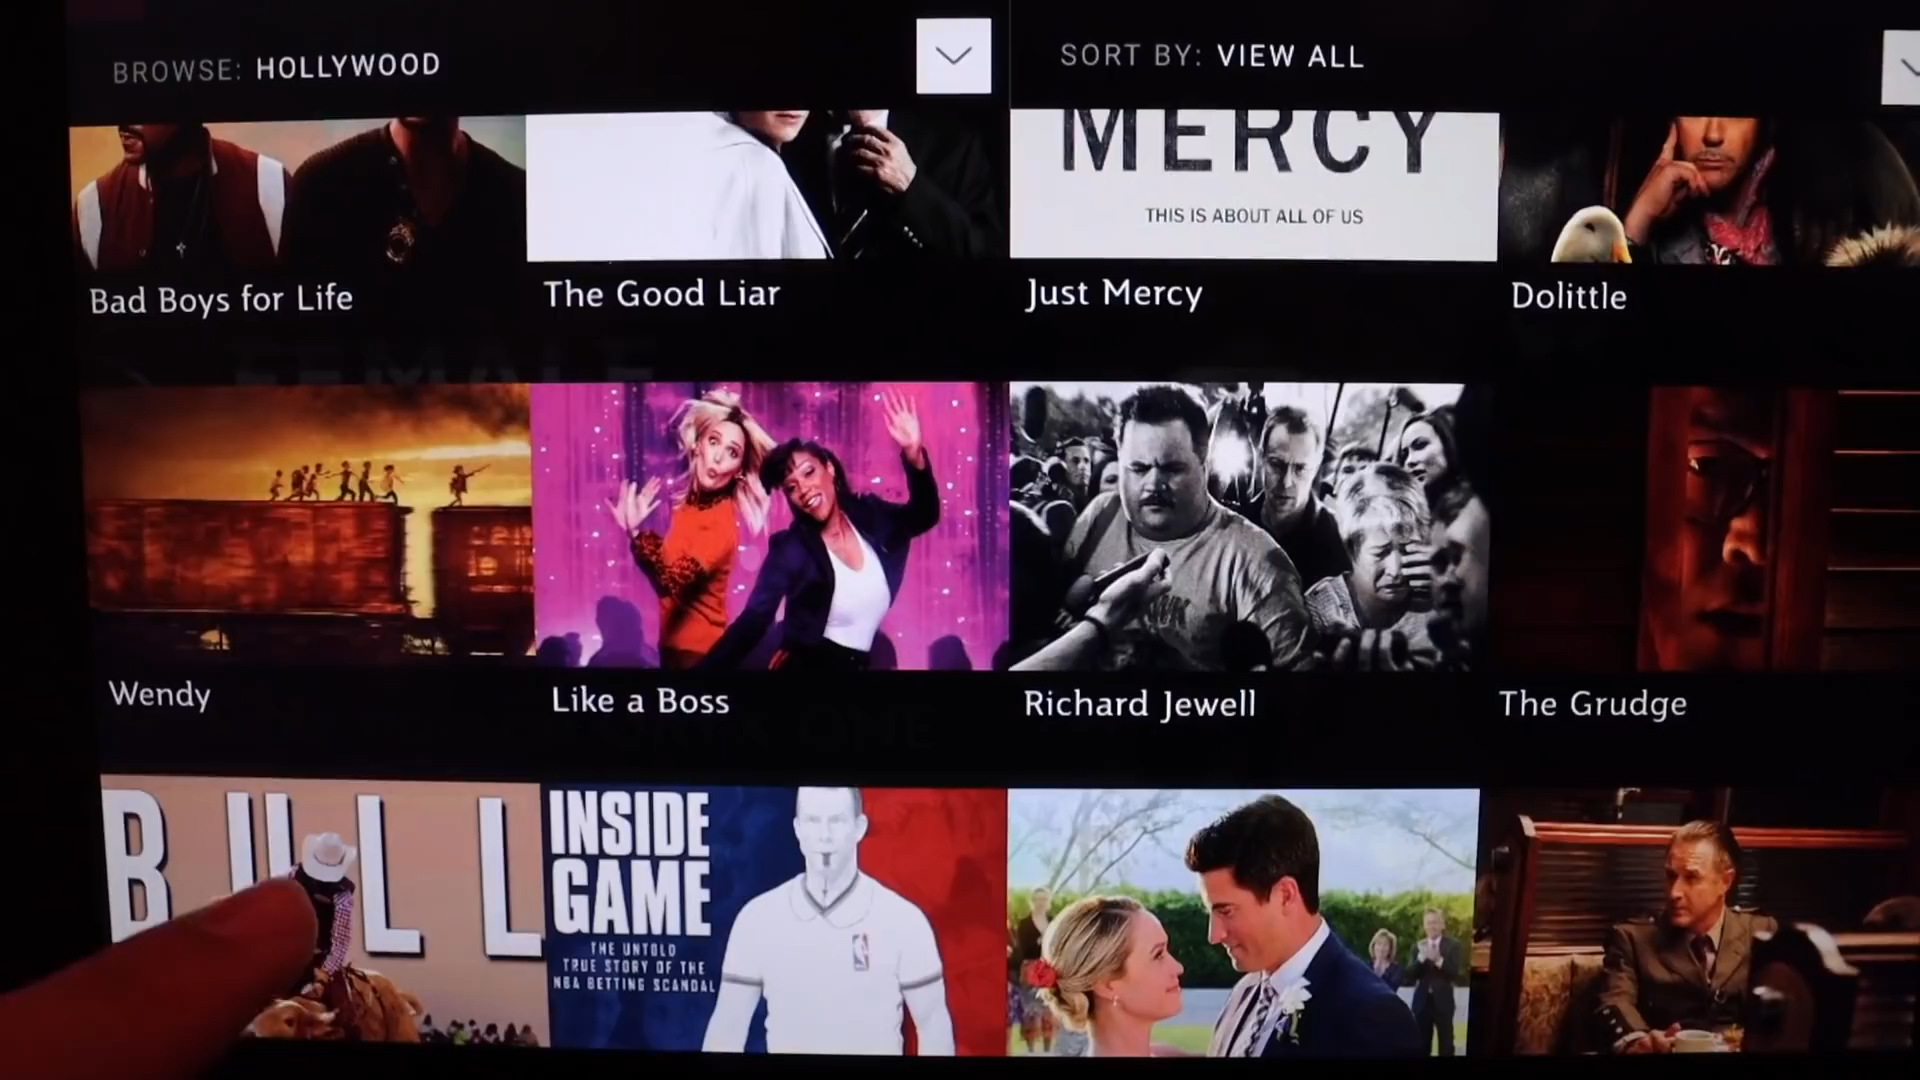 BROWSE: HOLLYWOOD
SORT BY: VIEW ALL
MERCY
THIS IS ABOUT ALL OF US
Bad Boys for Life
The Good Liar
Just Mercy
Dolittle
Wendy
Like a Boss
Richard Jewell
The Grudge
BULL
INSIDE
GAME
THE UNTOLD
TRUE STORY OF THE
NBA BETTING SCANDAL